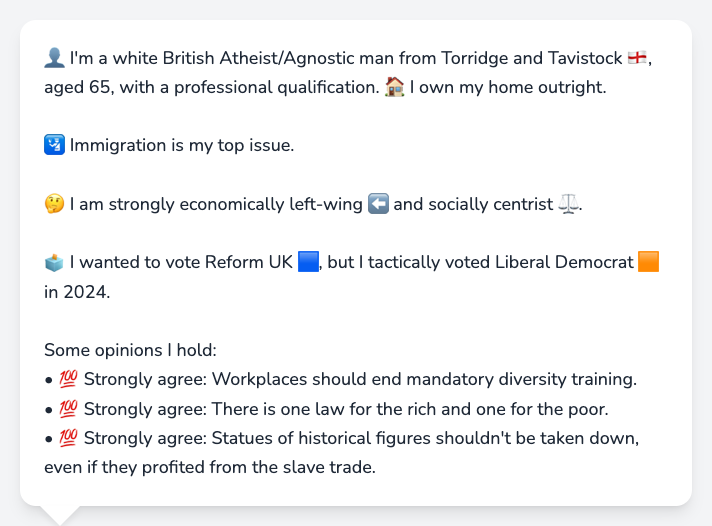 👤 I'm a white British Atheist/Agnostic man from Torridge and Tavistock 🏴󠁧󠁢󠁥󠁮󠁧󠁿,
aged 65, with a professional qualification. 🏠 I own my home outright.
🛂 Immigration is my top issue.
🤔 I am strongly economically left-wing ⬅️ and socially centrist ⚖️.
🗳️ I wanted to vote Reform UK 🟦, but I tactically voted Liberal Democrat 🟧
in 2024.
Some opinions I hold:
• 💯 Strongly agree: Workplaces should end mandatory diversity training.
• 💯 Strongly agree: There is one law for the rich and one for the poor.
• 💯 Strongly agree: Statues of historical figures shouldn't be taken down,
even if they profited from the slave trade.